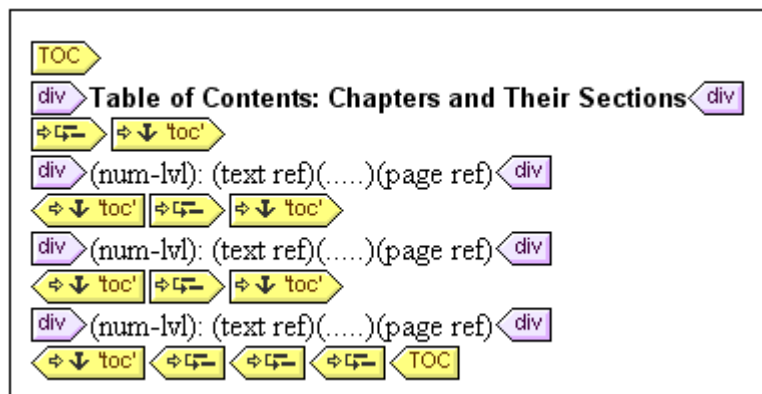 TOC
div Table of Contents: Chapters and Their Sections div
'toc'
div (num-lvl): (text ref)(.....)(page ref) div
'toc' 'toc'
div (num-lvl): (text ref)(.....)(page ref) div
'toc' 'toc'
div (num-lvl): (text ref)(.....)(page ref) div
'toc' TOC